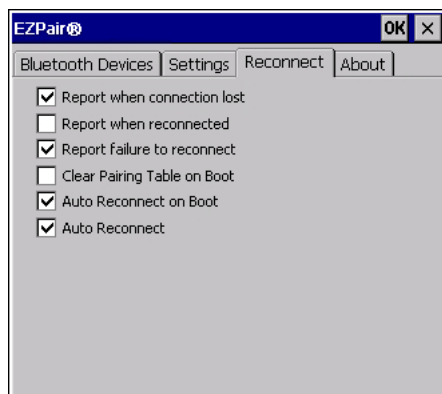 EZPair® OK ×
Bluetooth Devices Settings Reconnect About
Report when connection lost
Report when reconnected
Report failure to reconnect
Clear Pairing Table on Boot
Auto Reconnect on Boot
Auto Reconnect